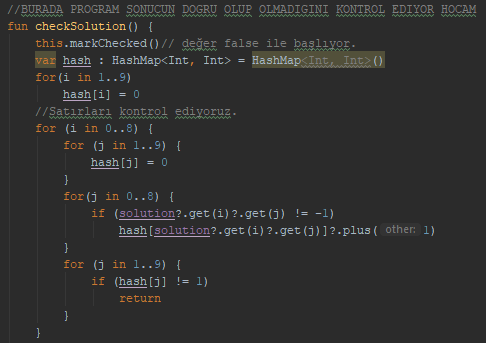 //BURADA PROGRAM SONUCUN DOGRU OLUP OLMADIGINI KONTROL EDIYOR HOCAM
fun checkSolution() {
this.markChecked()// değer false ile başlıyor.
var hash : HashMap<Int, Int> = HashMap<Int, Int>()
for(i in 1..9)
hash[i] = 0
//Satırları kontrol ediyoruz.
for (i in 0..8) {
for (j in 1..9) {
hash[j] = 0
}
for(j in 0..8) {
if (solution?.get(i)?.get(j) != -1)
hash[solution?.get(i)?.get(j)]?.plus( other: 1)
}
for (j in 1..9) {
if (hash[j] != 1)
return
}
}